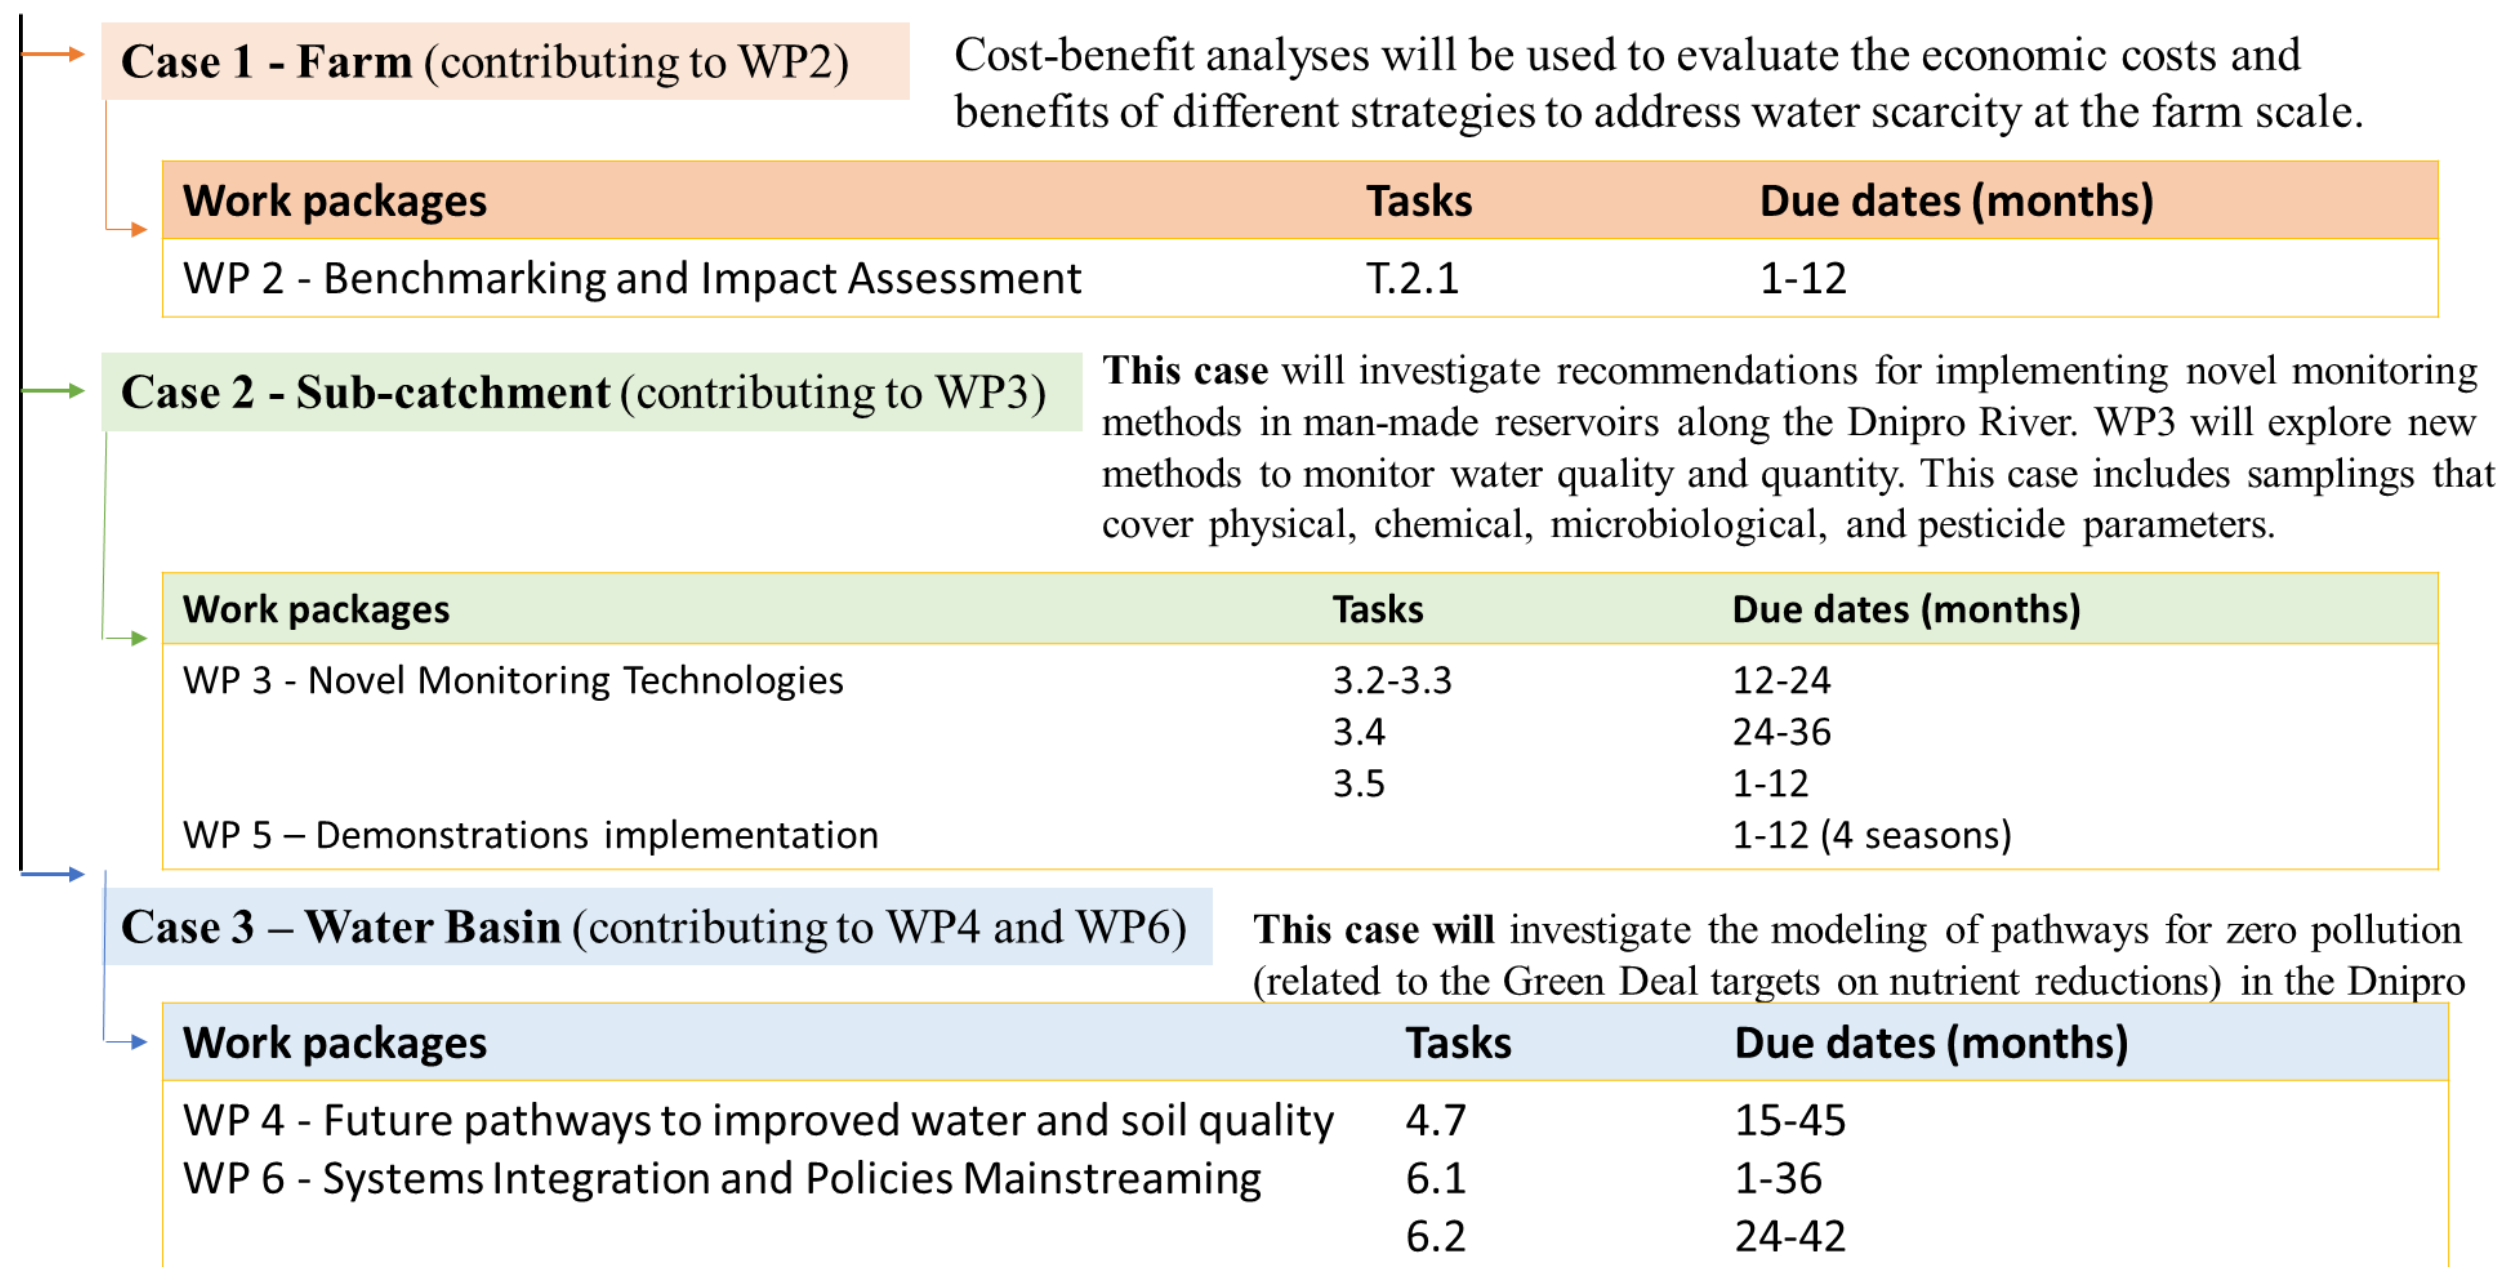 Case 1 - Farm (contributing to WP2)
Cost-benefit analyses will be used to evaluate the economic costs and
benefits of different strategies to address water scarcity at the farm scale.
Work packages Tasks Due dates (months)
WP 2 - Benchmarking and Impact Assessment T.2.1 1-12
Case 2 - Sub-catchment (contributing to WP3)
This case will investigate recommendations for implementing novel monitoring
methods in man-made reservoirs along the Dnipro River. WP3 will explore new
methods to monitor water quality and quantity. This case includes samplings that
cover physical, chemical, microbiological, and pesticide parameters.
Work packages Tasks Due dates (months)
WP 3 - Novel Monitoring Technologies 3.2-3.3 12-24
3.4 24-36
3.5 1-12
WP 5 – Demonstrations implementation 1-12 (4 seasons)
Case 3 – Water Basin (contributing to WP4 and WP6)
This case will investigate the modeling of pathways for zero pollution
(related to the Green Deal targets on nutrient reductions) in the Dnipro
Work packages Tasks Due dates (months)
WP 4 - Future pathways to improved water and soil quality 4.7 15-45
WP 6 - Systems Integration and Policies Mainstreaming 6.1 1-36
6.2 24-42